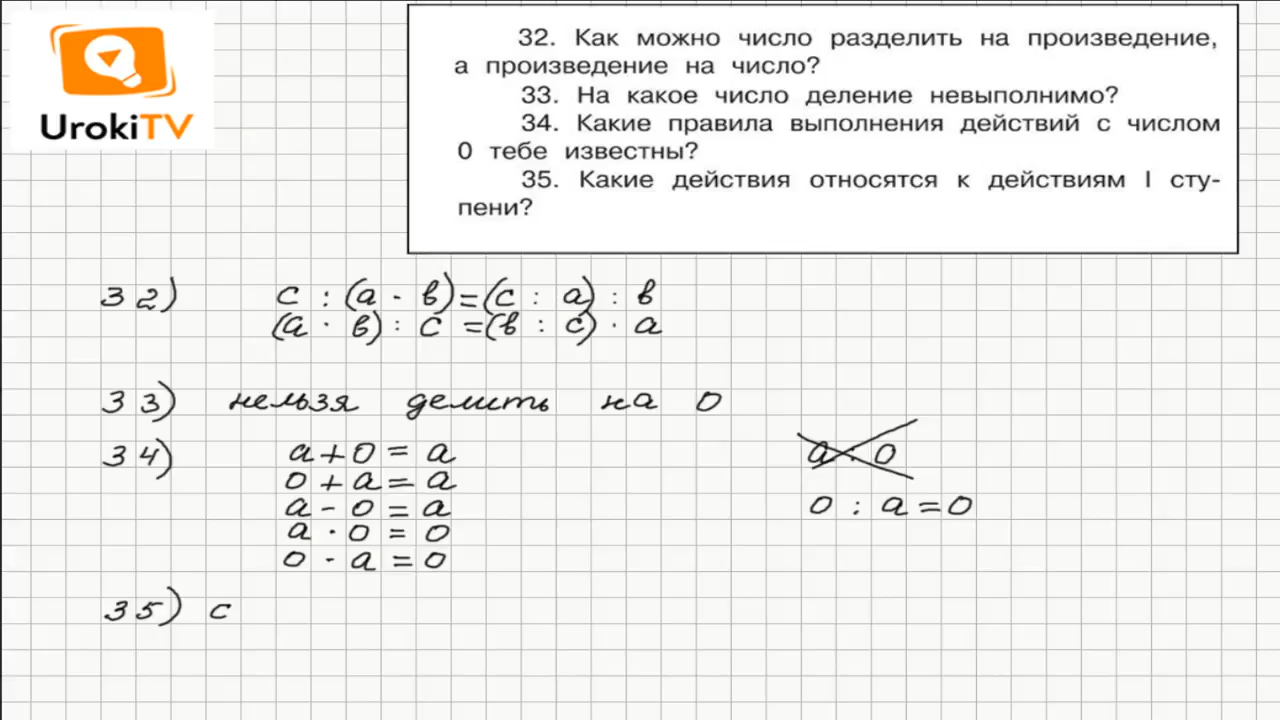 UrokiTV
32. Как можно число разделить на произведение,
а произведение на число?
33. На какое число деление невыполнимо?
34. Какие правила выполнения действий с числом
0 тебе известны?
35. Какие действия относятся к действиям I сту-
пени?
32) c : (a · в) = (c : a) : в
(a · в) : c = (в : c) · a
33) нельзя делить на 0
34) a + 0 = a
0 + a = a
a - 0 = a
a · 0 = 0
0 · a = 0
a : 0
0 : a = 0
35) с